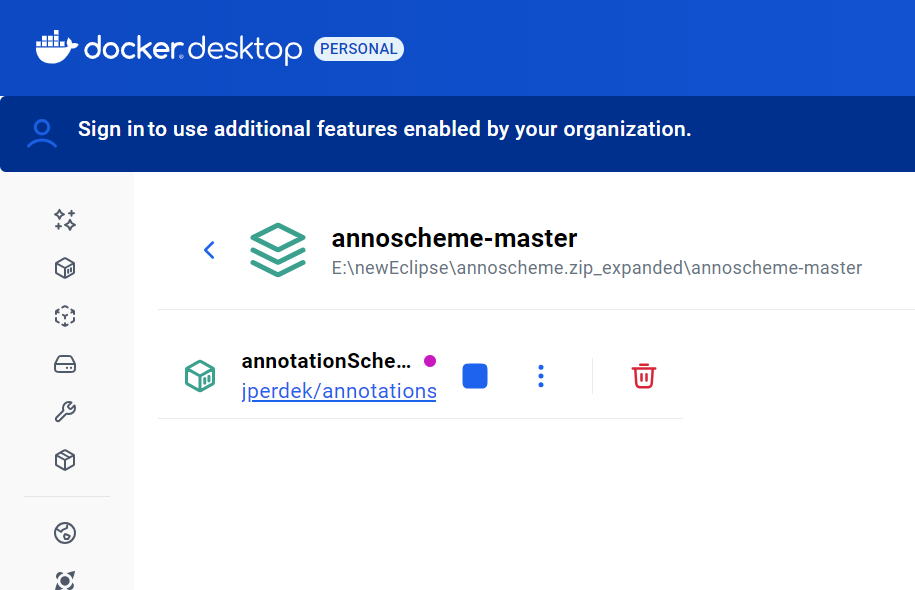 docker desktop PERSONAL
Sign in to use additional features enabled by your organization.
annoscheme-master
E:\newEclipse\annoscheme.zip_expanded\annoscheme-master
annotationSche...
jperdek/annotations